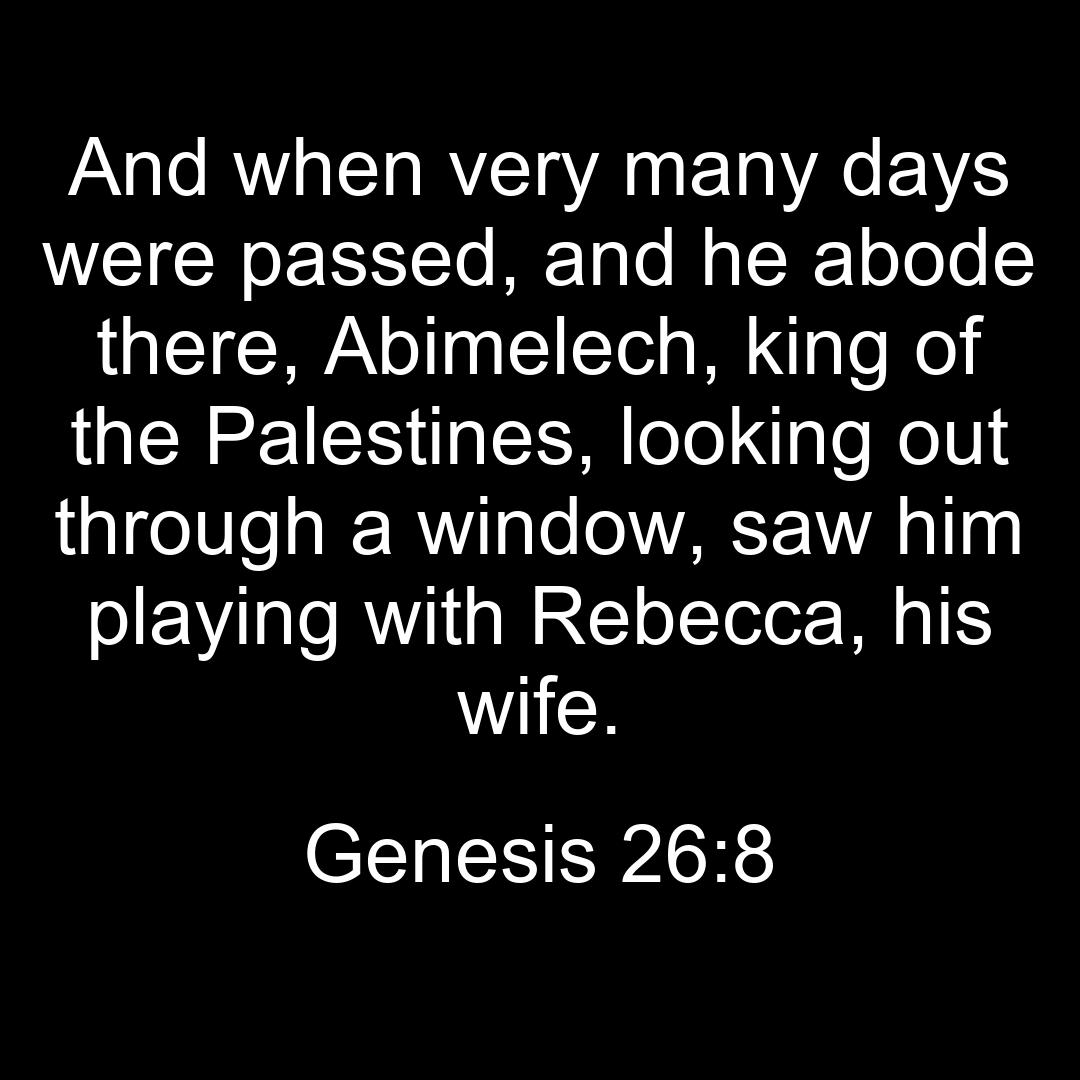 And when very many days
were passed, and he abode
there, Abimelech, king of
the Palestines, looking out
through a window, saw him
playing with Rebecca, his
wife.
Genesis 26:8